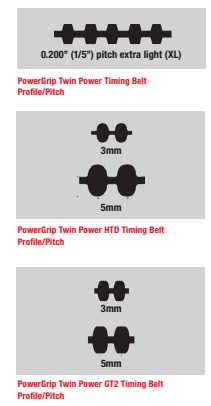 0.200" (1/5") pitch extra light (XL)
PowerGrip Twin Power Timing Belt
Profile/Pitch
3mm
5mm
PowerGrip Twin Power HTD Timing Belt
Profile/Pitch
3mm
5mm
PowerGrip Twin Power GT2 Timing Belt
Profile/Pitch